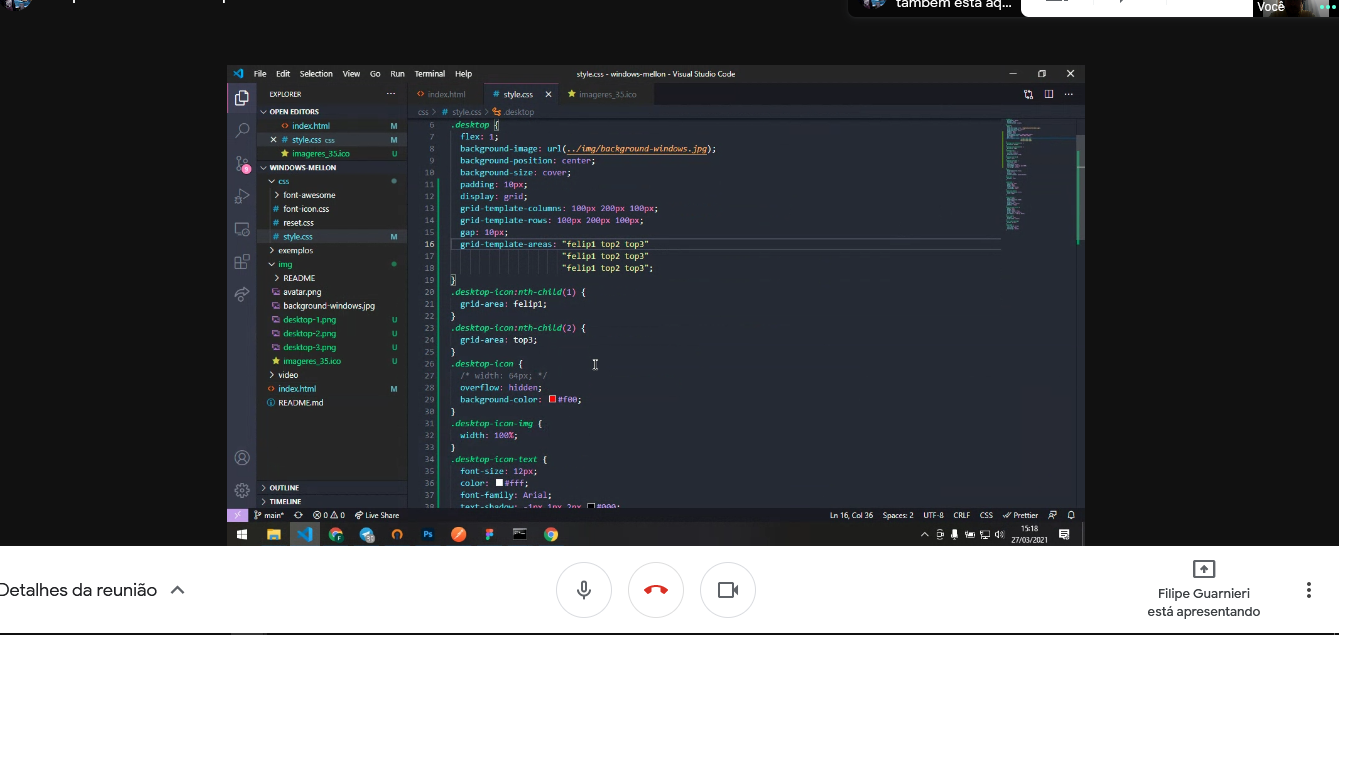 também está aq...
Você
File Edit Selection View Go Run Terminal Help
style.css - windows-mellon - Visual Studio Code
EXPLORER
index.html
style.css
imageres_35.ico
OPEN EDITORS
index.html M
style.css css M
imageres_35.ico U
WINDOWS-MELLON
css
font-awesome
font-icon.css
reset.css
style.css M
exemplos
img
README
avatar.png
background-windows.jpg
desktop-1.png U
desktop-2.png U
desktop-3.png U
imageres_35.ico U
video
index.html M
README.md
OUTLINE
TIMELINE
css > # style.css > .desktop
6 .desktop {
7 flex: 1;
8 background-image: url(../img/background-windows.jpg);
9 background-position: center;
10 background-size: cover;
11 padding: 10px;
12 display: grid;
13 grid-template-columns: 100px 200px 100px;
14 grid-template-rows: 100px 200px 100px;
15 gap: 10px;
16 grid-template-areas: "felip1 top2 top3"
17 "felip1 top2 top3"
18 "felip1 top2 top3";
19 }
20 .desktop-icon:nth-child(1) {
21 grid-area: felip1;
22 }
23 .desktop-icon:nth-child(2) {
24 grid-area: top3;
25 }
26 .desktop-icon {
27 /* width: 64px; */
28 overflow: hidden;
29 background-color: #f00;
30 }
31 .desktop-icon-img {
32 width: 100%;
33 }
34 .desktop-icon-text {
35 font-size: 12px;
36 color: #fff;
37 font-family: Arial;
38 text-shadow: -1px 1px 2px #000;
main* 0 0 Live Share
Ln 16, Col 36 Spaces: 2 UTF-8 CRLF CSS Prettier
15:18
27/03/2021
Detalhes da reunião
Filipe Guarnieri
está apresentando